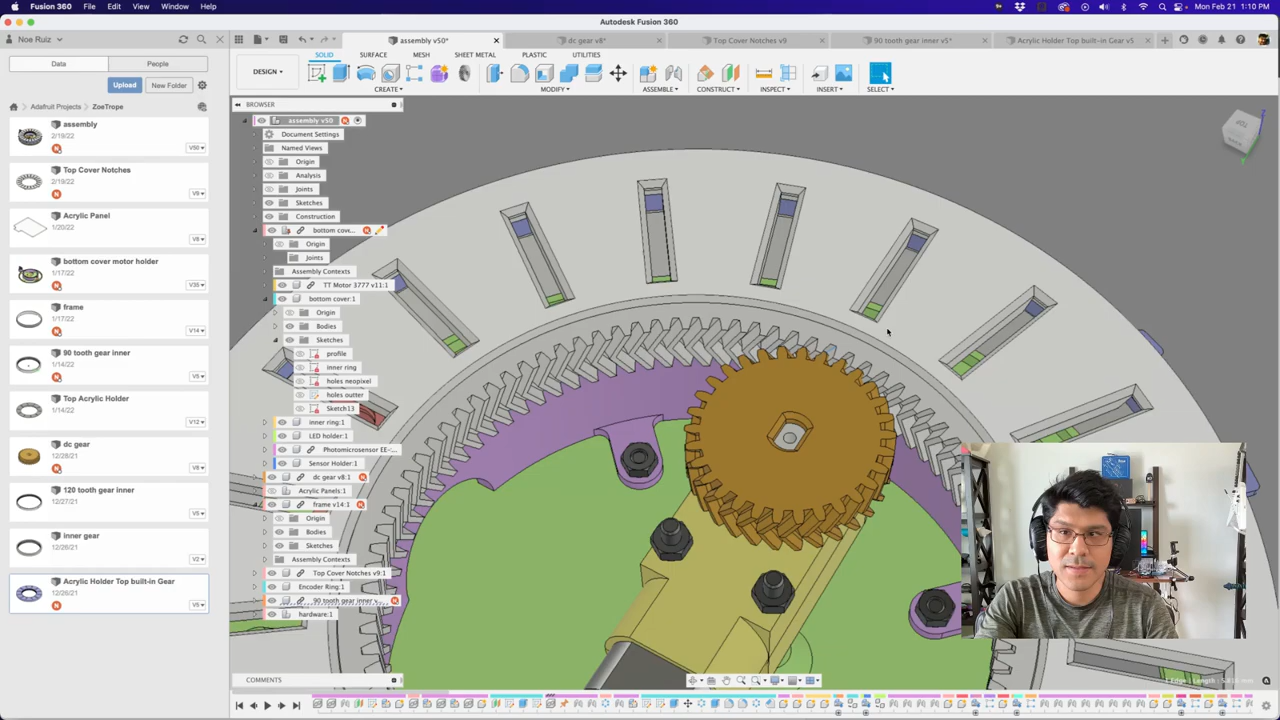 Fusion 360 File Edit View Window Help
Mon Feb 21 1:10 PM
Autodesk Fusion 360
Noe Ruiz
assembly v50*
dc gear v8*
Top Cover Notches v9
90 tooth gear inner v5*
Acrylic Holder Top built-in Gear v5
Data
People
SOLID
SURFACE
MESH
SHEET METAL
PLASTIC
UTILITIES
DESIGN
Upload
New Folder
CREATE
MODIFY
ASSEMBLE
CONSTRUCT
INSPECT
INSERT
SELECT
Adafruit Projects
ZoeTrope
assembly
2/19/22
V50
Top Cover Notches
2/19/22
V9
Acrylic Panel
1/20/22
V8
bottom cover motor holder
1/17/22
V36
frame
1/17/22
V14
90 tooth gear inner
1/14/22
V5
Top Acrylic Holder
1/14/22
V12
dc gear
12/28/21
V8
120 tooth gear inner
12/27/21
V5
inner gear
12/26/21
V2
Acrylic Holder Top built-in Gear
12/26/21
V5
BROWSER
assembly v50
Document Settings
Named Views
Origin
Analysis
Joints
Sketches
Construction
bottom cov...
Origin
Joints
Assembly Contexts
TT Motor 3777 v11:1
bottom cover:1
Origin
Bodies
Sketches
profile
inner ring
holes neopixel
holes outter
Sketch13
inner ring:1
LED holder:1
Photomicrosensor EE-...
Sensor Holder:1
dc gear v8:1
Acrylic Panels:1
frame v14:1
Origin
Bodies
Sketches
Assembly Contexts
Top Cover Notches v9:1
Encoder Ring:1
90 tooth gear inner v...
hardware:1
COMMENTS
TOP